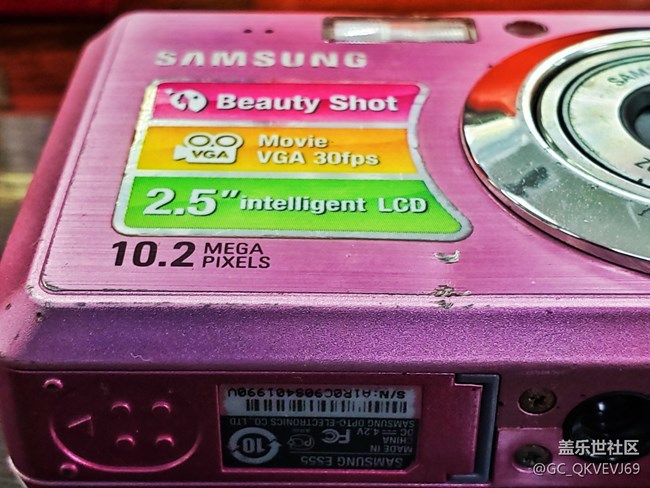 SAMSUNG
Beauty Shot
VGA
Movie
VGA 30fps
2.5" intelligent LCD
10.2 MEGA
PIXELS
SAMSUNG ES55
MADE IN
CHINA
DC⎓4.2V FC
10
SAMSUNG OPTO-ELECTRONICS CO.,LTD
盖乐世社区
@GC_QKVEVJ69